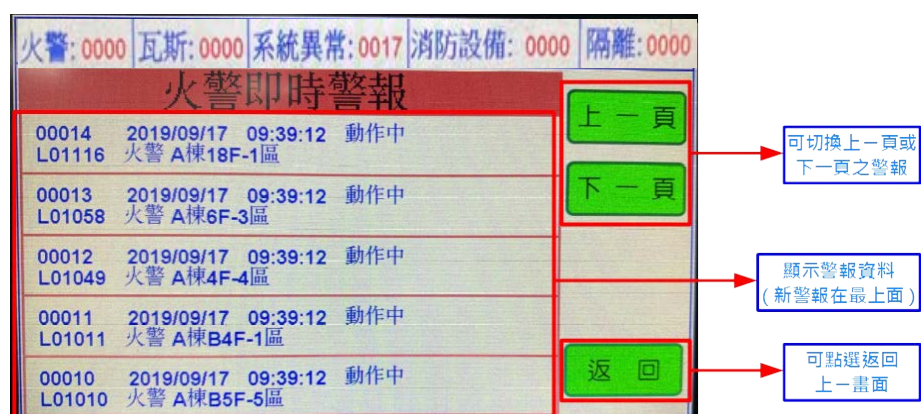 火警: 0000 瓦斯: 0000 系統異常: 0017 消防設備: 0000 隔離: 0000
火警即時警報
00014 2019/09/17 09:39:12 動作中
L01116 火警 A棟18F-1區
00013 2019/09/17 09:39:12 動作中
L01058 火警 A棟6F-3區
00012 2019/09/17 09:39:12 動作中
L01049 火警 A棟4F-4區
00011 2019/09/17 09:39:12 動作中
L01011 火警 A棟B4F-1區
00010 2019/09/17 09:39:12 動作中
L01010 火警 A棟B5F-5區
上一頁
下一頁
返回
可切換上一頁或
下一頁之警報
顯示警報資料
(新警報在最上面)
可點選返回
上一畫面